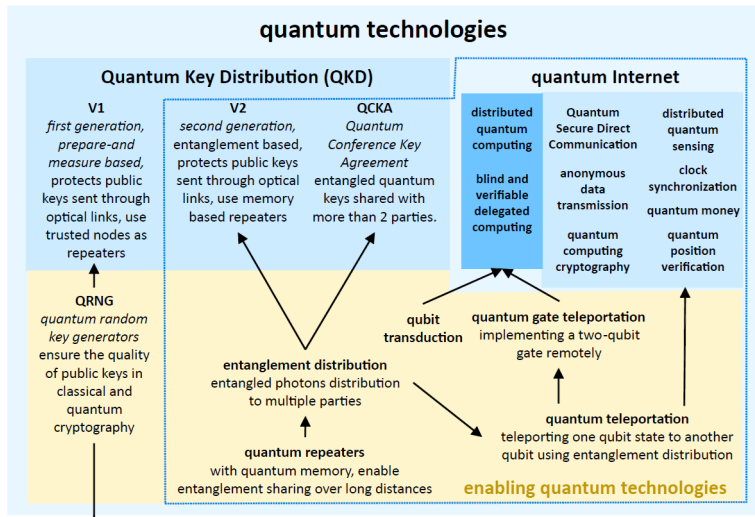 quantum technologies
Quantum Key Distribution (QKD)
V1
first generation,
prepare-and
measure based,
protects public
keys sent through
optical links, use
trusted nodes as
repeaters
V2
second generation,
entanglement based,
protects public keys
sent through optical
links, use memory
based repeaters
QCKA
Quantum
Conference Key
Agreement
entangled quantum
keys shared with
more than 2 parties.
quantum Internet
distributed
quantum
computing
blind and
verifiable
delegated
computing
Quantum
Secure Direct
Communication
anonymous
data
transmission
quantum
computing
cryptography
distributed
quantum
sensing
clock
synchronization
quantum money
quantum
position
verification
QRNG
quantum random
key generators
ensure the quality
of public keys in
classical and
quantum
cryptography
entanglement distribution
entangled photons distribution
to multiple parties
quantum repeaters
with quantum memory, enable
entanglement sharing over long distances
qubit
transduction
quantum gate teleportation
implementing a two-qubit
gate remotely
quantum teleportation
teleporting one qubit state to another
qubit using entanglement distribution
enabling quantum technologies